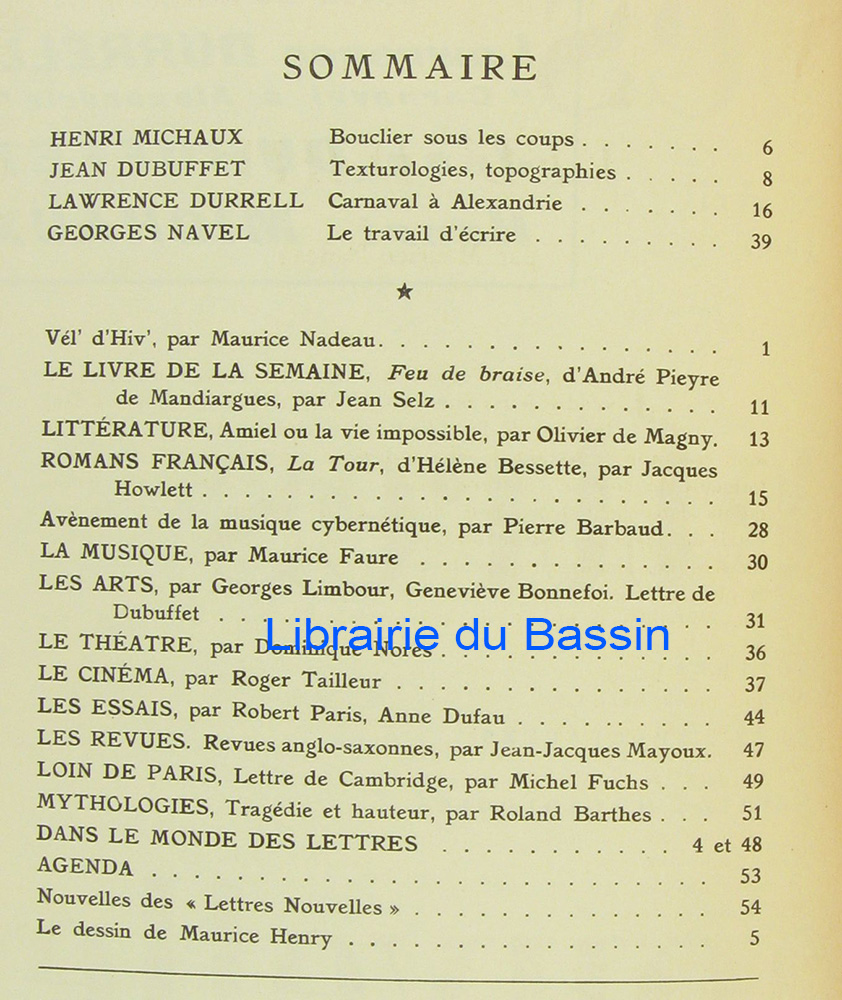 SOMMAIRE
HENRI MICHAUX Bouclier sous les coups . . . . . . . 6
JEAN DUBUFFET Texturologies, topographies . . . . . 8
LAWRENCE DURRELL Carnaval à Alexandrie . . . . . . . 16
GEORGES NAVEL Le travail d'écrire . . . . . . . . . 39
★
Vél' d'Hiv', par Maurice Nadeau. . . . . . . . . . . . . . . . 1
LE LIVRE DE LA SEMAINE, Feu de braise, d'André Pieyre
de Mandiargues, par Jean Selz . . . . . . . . . . . . . 11
LITTÉRATURE, Amiel ou la vie impossible, par Olivier de Magny. 13
ROMANS FRANÇAIS, La Tour, d'Hélène Bessette, par Jacques
Howlett . . . . . . . . . . . . . . . . . . . . . . . . 15
Avènement de la musique cybernétique, par Pierre Barbaud. . . 28
LA MUSIQUE, par Maurice Faure . . . . . . . . . . . . . . 30
LES ARTS, par Georges Limbour, Geneviève Bonnefoi. Lettre de
Dubuffet . . . . . . . . . . . . . . . . . . . . . . . 31
Librairie du Bassin
LE THÉATRE, par Dominique Nores . . . . . . . . . . . . . 36
LE CINÉMA, par Roger Tailleur . . . . . . . . . . . . . . . 37
LES ESSAIS, par Robert Paris, Anne Dufau . . . . . . . . . . 44
LES REVUES. Revues anglo-saxonnes, par Jean-Jacques Mayoux. 47
LOIN DE PARIS, Lettre de Cambridge, par Michel Fuchs . . . 49
MYTHOLOGIES, Tragédie et hauteur, par Roland Barthes . . . 51
DANS LE MONDE DES LETTRES . . . . . . . . . . . 4 et 48
AGENDA . . . . . . . . . . . . . . . . . . . . . . . . . . 53
Nouvelles des « Lettres Nouvelles » . . . . . . . . . . . . . . 54
Le dessin de Maurice Henry . . . . . . . . . . . . . . . . . 5